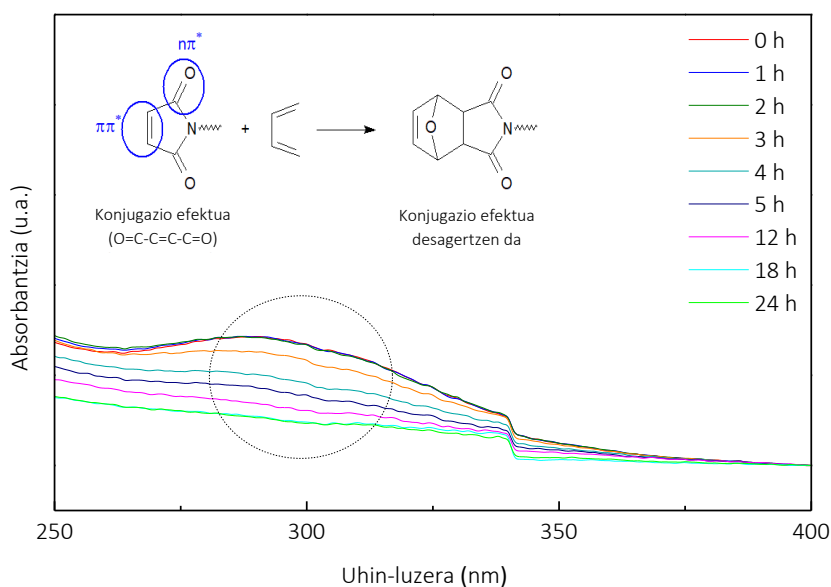 nπ*
O
ππ*
N
+
O
O
O
N
O
Konjugazio efektua
(O=C-C=C-C=O)
Konjugazio efektua
desagertzen da
0 h
1 h
2 h
3 h
4 h
5 h
12 h
18 h
24 h
Absorbantzia (u.a.)
250
300
350
400
Uhin-luzera (nm)